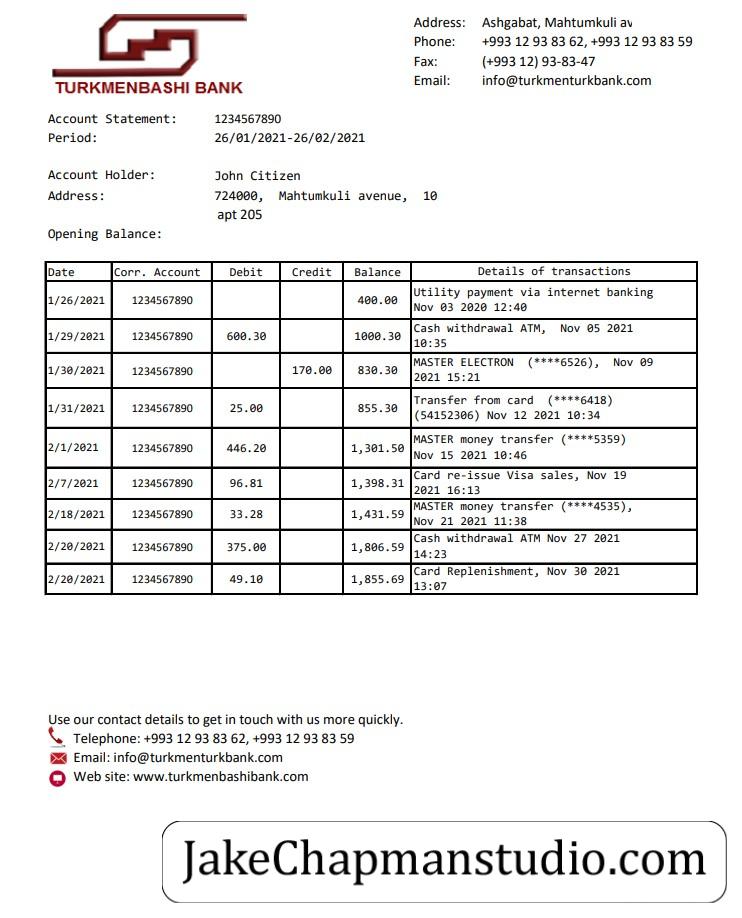 TURKMENBASHI BANK
Address: Ashgabat, Mahtumkuli av
Phone: +993 12 93 83 62, +993 12 93 83 59
Fax: (+993 12) 93-83-47
Email: info@turkmenturkbank.com
Account Statement: 1234567890
Period: 26/01/2021-26/02/2021
Account Holder: John Citizen
Address: 724000, Mahtumkuli avenue, 10
apt 205
Opening Balance:
Date Corr. Account Debit Credit Balance Details of transactions
1/26/2021 1234567890 400.00 Utility payment via internet banking
Nov 03 2020 12:40
1/29/2021 1234567890 600.30 1000.30 Cash withdrawal ATM, Nov 05 2021
10:35
1/30/2021 1234567890 170.00 830.30 MASTER ELECTRON (****6526), Nov 09
2021 15:21
1/31/2021 1234567890 25.00 855.30 Transfer from card (****6418)
(54152306) Nov 12 2021 10:34
2/1/2021 1234567890 446.20 1,301.50 MASTER money transfer (****5359)
Nov 15 2021 10:46
2/7/2021 1234567890 96.81 1,398.31 Card re-issue Visa sales, Nov 19
2021 16:13
2/18/2021 1234567890 33.28 1,431.59 MASTER money transfer (****4535),
Nov 21 2021 11:38
2/20/2021 1234567890 375.00 1,806.59 Cash withdrawal ATM Nov 27 2021
14:23
2/20/2021 1234567890 49.10 1,855.69 Card Replenishment, Nov 30 2021
13:07
Use our contact details to get in touch with us more quickly.
Telephone: +993 12 93 83 62, +993 12 93 83 59
Email: info@turkmenturkbank.com
Web site: www.turkmenbashibank.com
JakeChapmanstudio.com